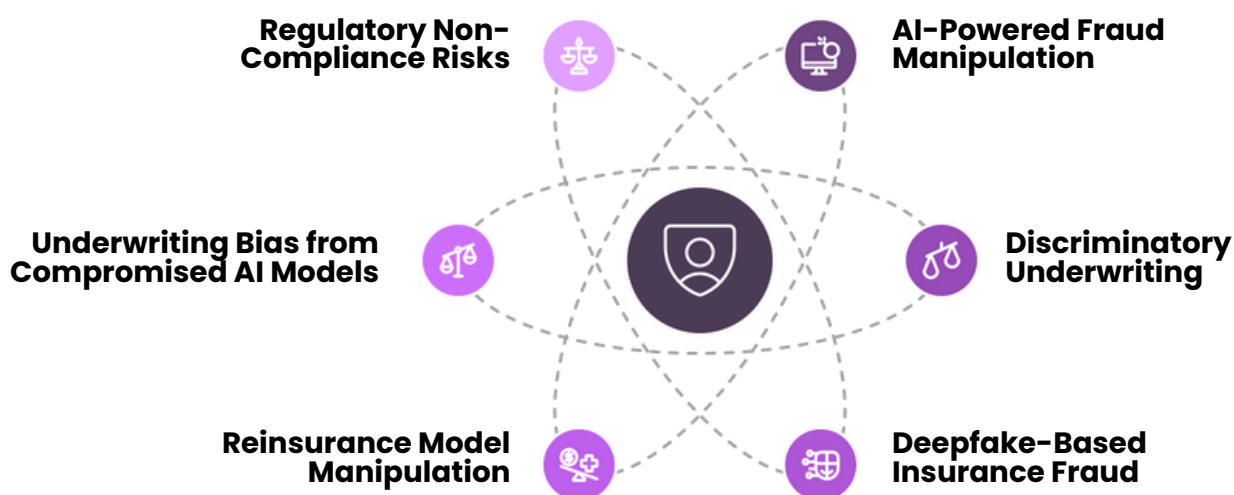 Regulatory Non-
Compliance Risks
AI-Powered Fraud
Manipulation
Underwriting Bias from
Compromised AI Models
Discriminatory
Underwriting
Reinsurance Model
Manipulation
Deepfake-Based
Insurance Fraud